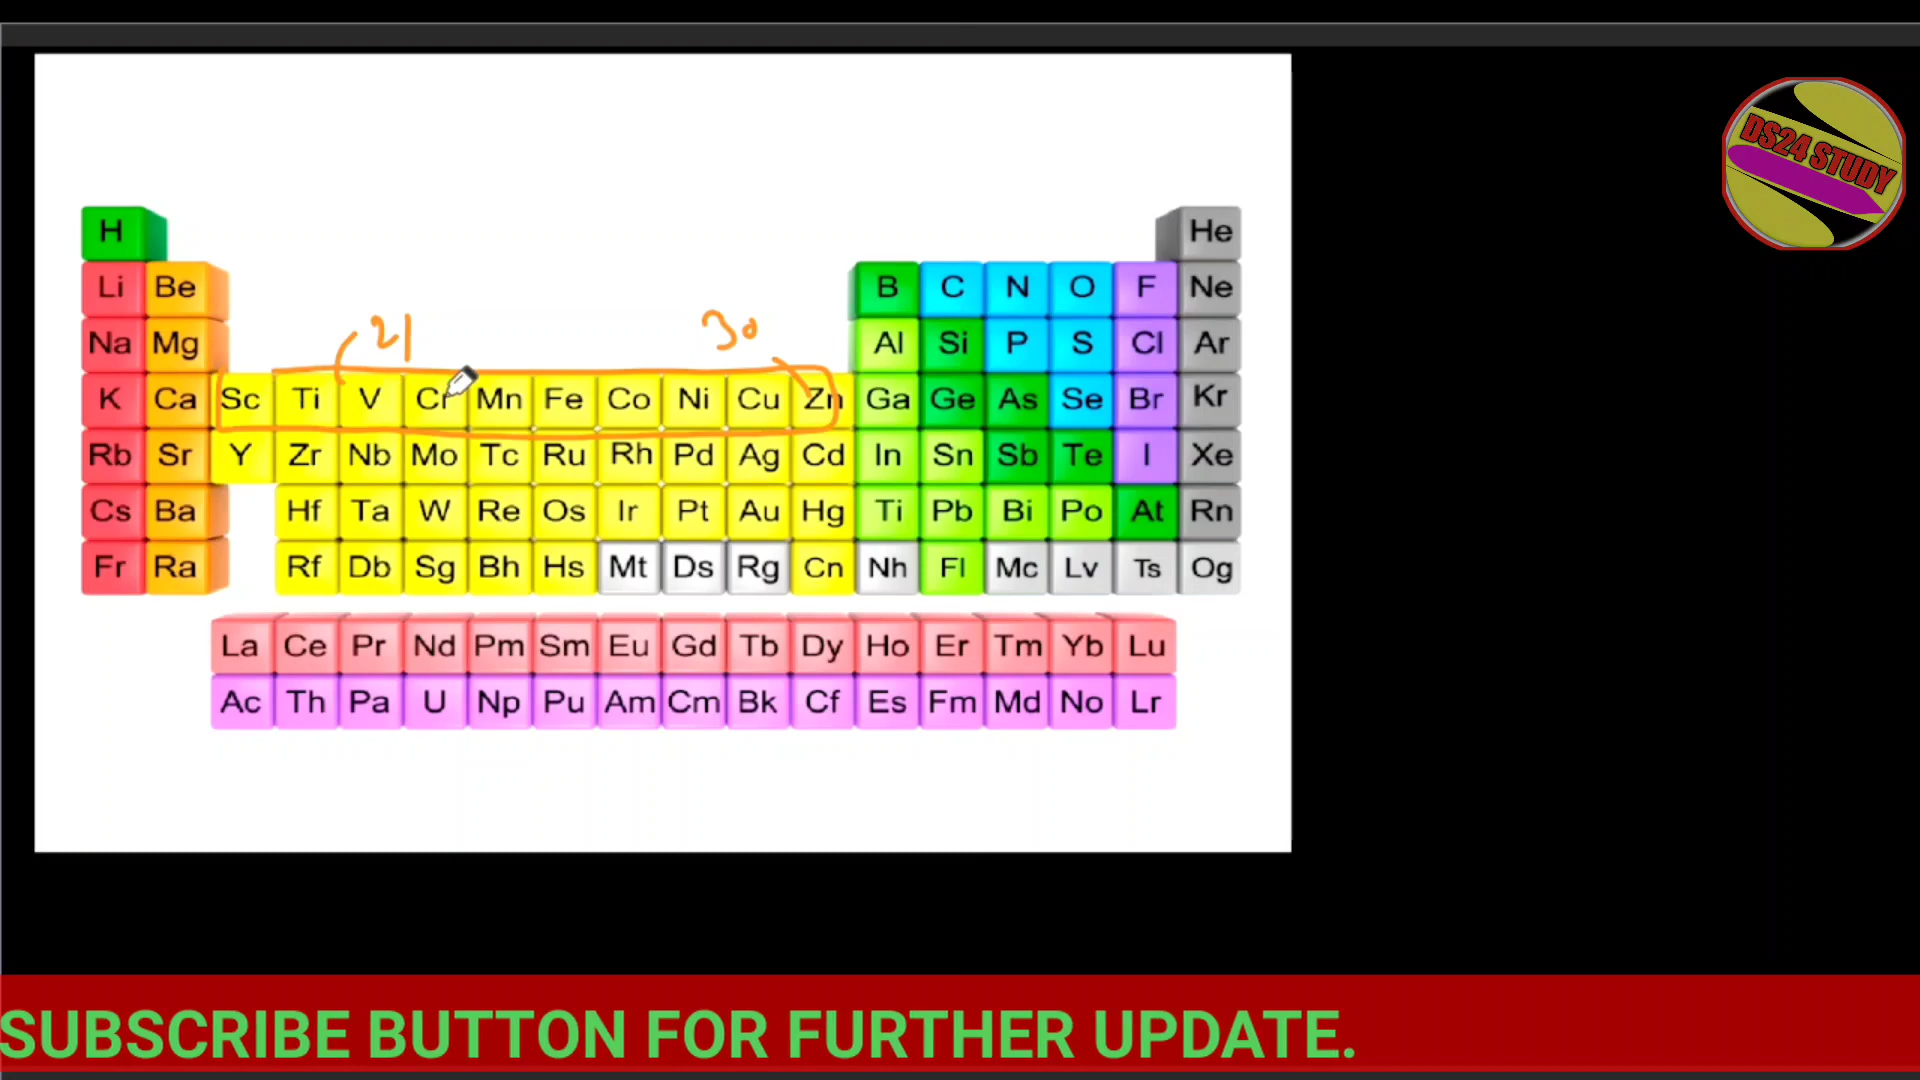 DS24 STUDY
H He
Li Be B C N O F Ne
21 30
Na Mg Al Si P S Cl Ar
K Ca Sc Ti V Cr Mn Fe Co Ni Cu Zn Ga Ge As Se Br Kr
Rb Sr Y Zr Nb Mo Tc Ru Rh Pd Ag Cd In Sn Sb Te I Xe
Cs Ba Hf Ta W Re Os Ir Pt Au Hg Ti Pb Bi Po At Rn
Fr Ra Rf Db Sg Bh Hs Mt Ds Rg Cn Nh Fl Mc Lv Ts Og
La Ce Pr Nd Pm Sm Eu Gd Tb Dy Ho Er Tm Yb Lu
Ac Th Pa U Np Pu Am Cm Bk Cf Es Fm Md No Lr
SUBSCRIBE BUTTON FOR FURTHER UPDATE.